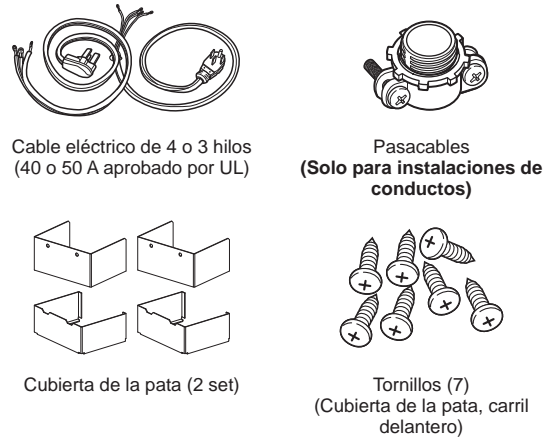 Cable eléctrico de 4 o 3 hilos
(40 o 50 A aprobado por UL)
Pasacables
(Solo para instalaciones de
conductos)
Cubierta de la pata (2 set)
Tornillos (7)
(Cubierta de la pata, carril
delantero)